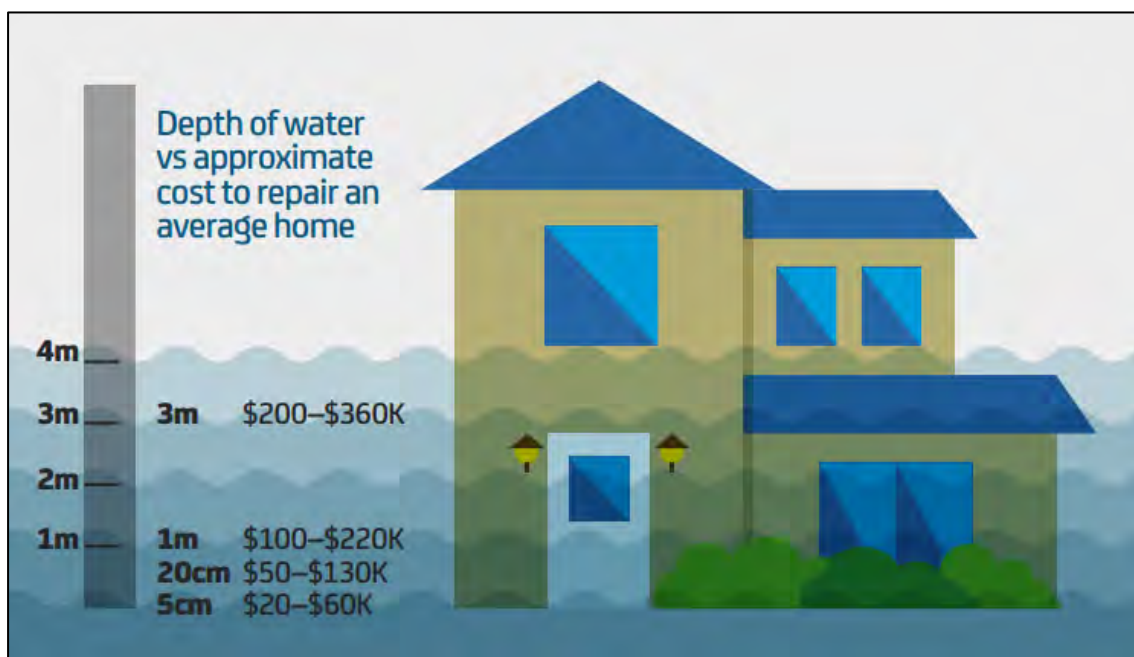 Depth of water
vs approximate
cost to repair an
average home
4m
3m 3m $200–$360K
2m
1m 1m $100–$220K
20cm $50–$130K
5cm $20–$60K